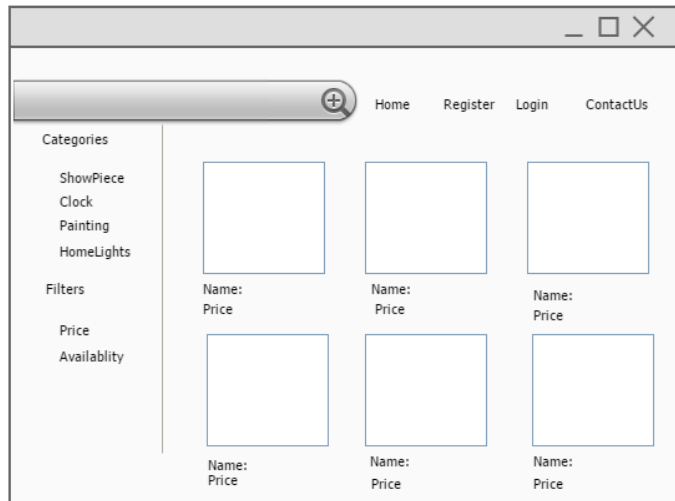 Home Register Login ContactUs
Categories
ShowPiece
Clock
Painting
HomeLights
Filters
Price
Availablity
Name:
Price
Name:
Price
Name:
Price
Name:
Price
Name:
Price
Name:
Price